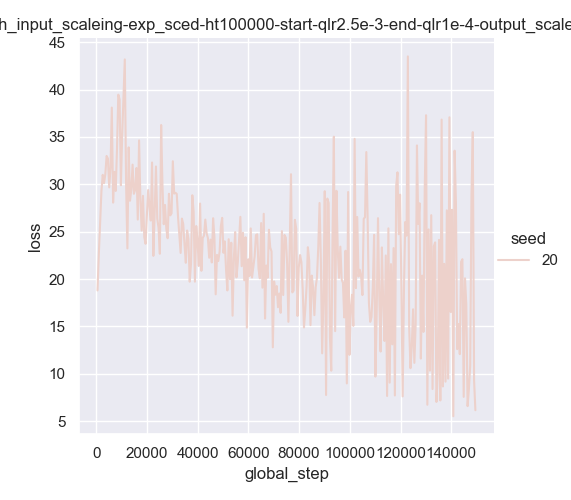 h_input_scaleing-exp_sced-ht100000-start-qlr2.5e-3-end-qlr1e-4-output_scale
45
40
35
30
25
20
15
10
5
loss
0 20000 40000 60000 80000 100000 120000 140000
global_step
seed
20